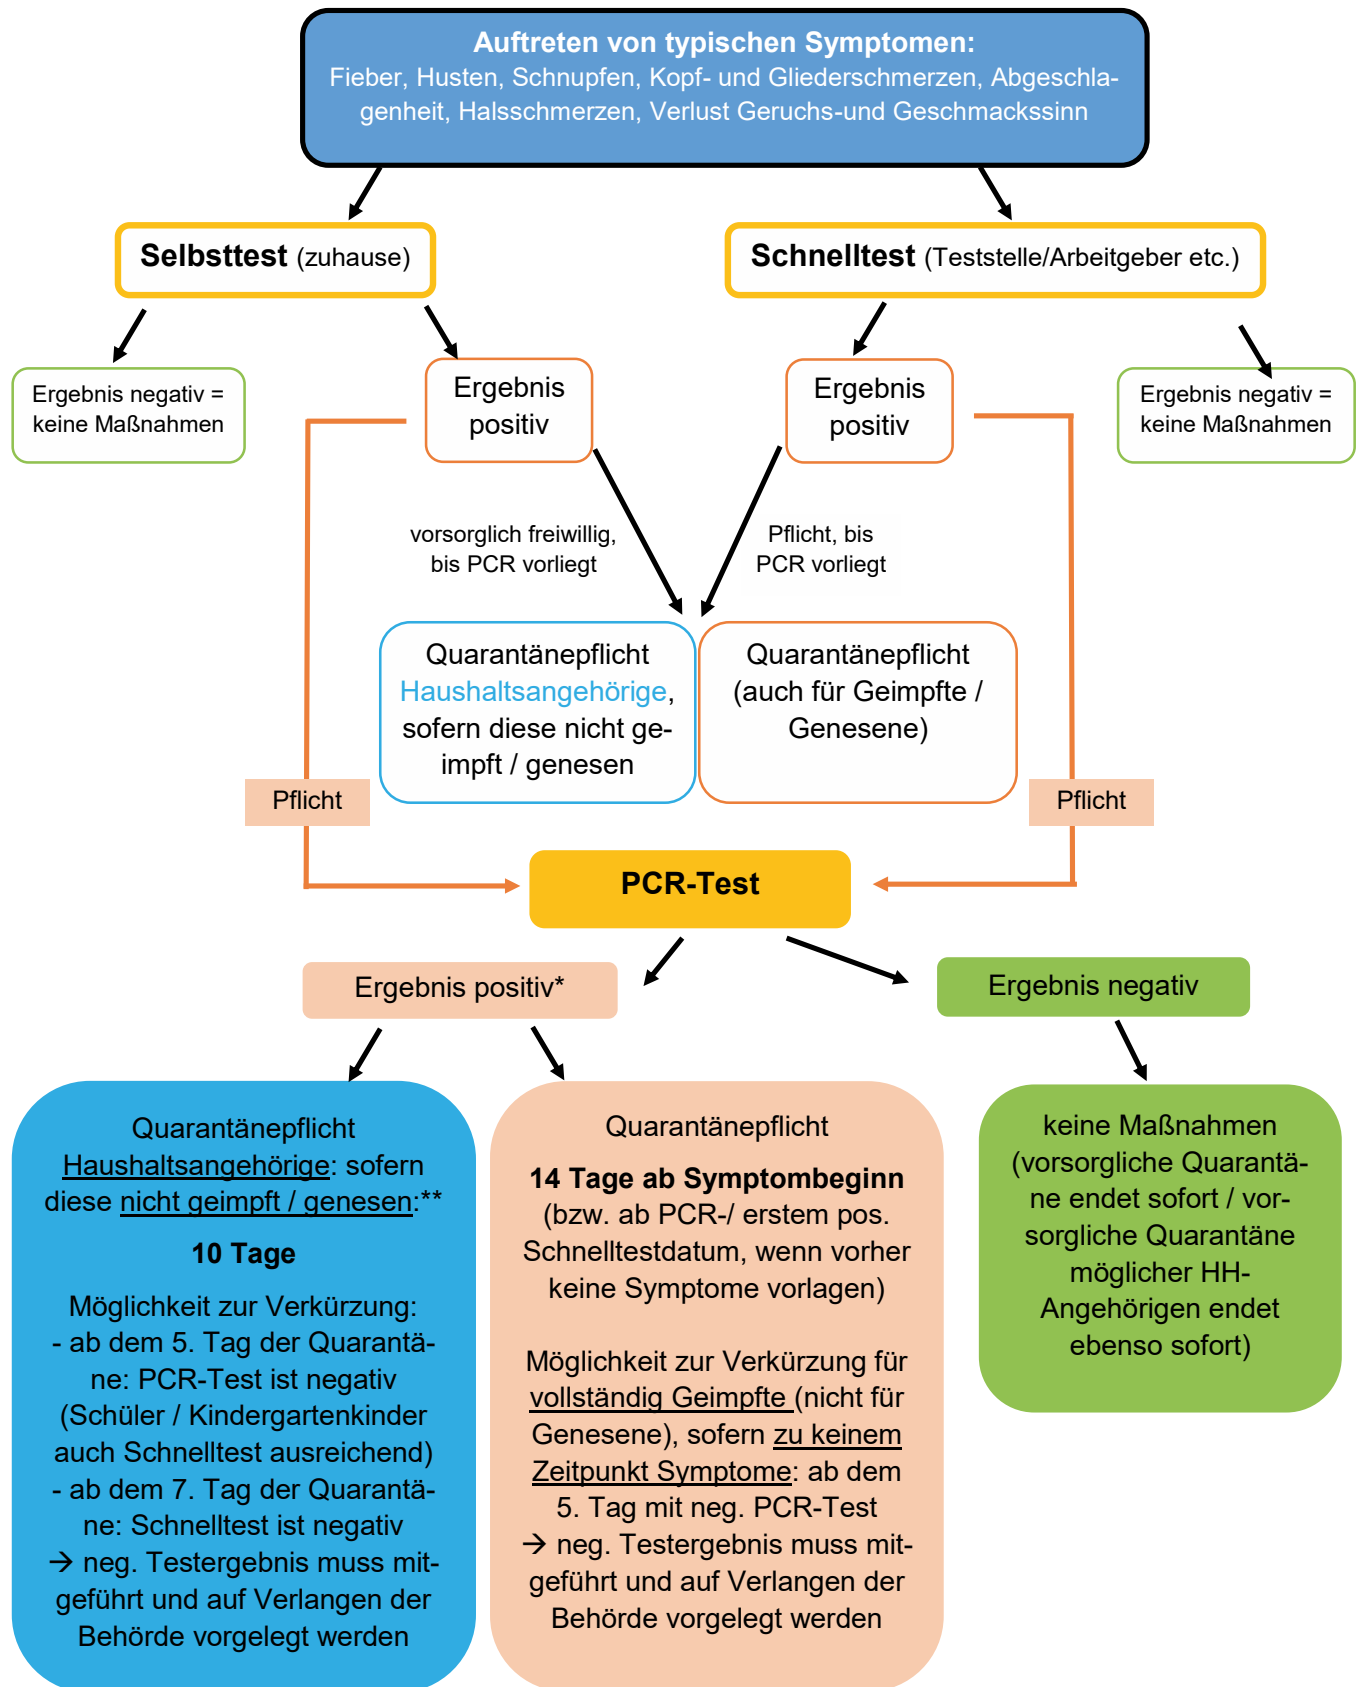 Auftreten von typischen Symptomen:
Fieber, Husten, Schnupfen, Kopf- und Gliederschmerzen, Abgeschla-
genheit, Halsschmerzen, Verlust Geruchs-und Geschmackssinn
Selbsttest (zuhause)
Schnelltest (Teststelle/Arbeitgeber etc.)
Ergebnis negativ =
keine Maßnahmen
Ergebnis
positiv
Ergebnis
positiv
Ergebnis negativ =
keine Maßnahmen
vorsorglich freiwillig,
bis PCR vorliegt
Pflicht, bis
PCR vorliegt
Quarantänepflicht
Haushaltsangehörige,
sofern diese nicht ge-
impft / genesen
Quarantänepflicht
(auch für Geimpfte /
Genesene)
Pflicht
Pflicht
PCR-Test
Ergebnis positiv*
Ergebnis negativ
Quarantänepflicht
Haushaltsangehörige: sofern
diese nicht geimpft / genesen:**
10 Tage
Möglichkeit zur Verkürzung:
- ab dem 5. Tag der Quarantä-
ne: PCR-Test ist negativ
(Schüler / Kindergartenkinder
auch Schnelltest ausreichend)
- ab dem 7. Tag der Quarantä-
ne: Schnelltest ist negativ
→ neg. Testergebnis muss mit-
geführt und auf Verlangen der
Behörde vorgelegt werden
Quarantänepflicht
14 Tage ab Symptombeginn
(bzw. ab PCR-/ erstem pos.
Schnelltestdatum, wenn vorher
keine Symptome vorlagen)
Möglichkeit zur Verkürzung für
vollständig Geimpfte (nicht für
Genesene), sofern zu keinem
Zeitpunkt Symptome: ab dem
5. Tag mit neg. PCR-Test
→ neg. Testergebnis muss mit-
geführt und auf Verlangen der
Behörde vorgelegt werden
keine Maßnahmen
(vorsorgliche Quarantä-
ne endet sofort / vor-
sorgliche Quarantäne
möglicher HH-
Angehörigen endet
ebenso sofort)